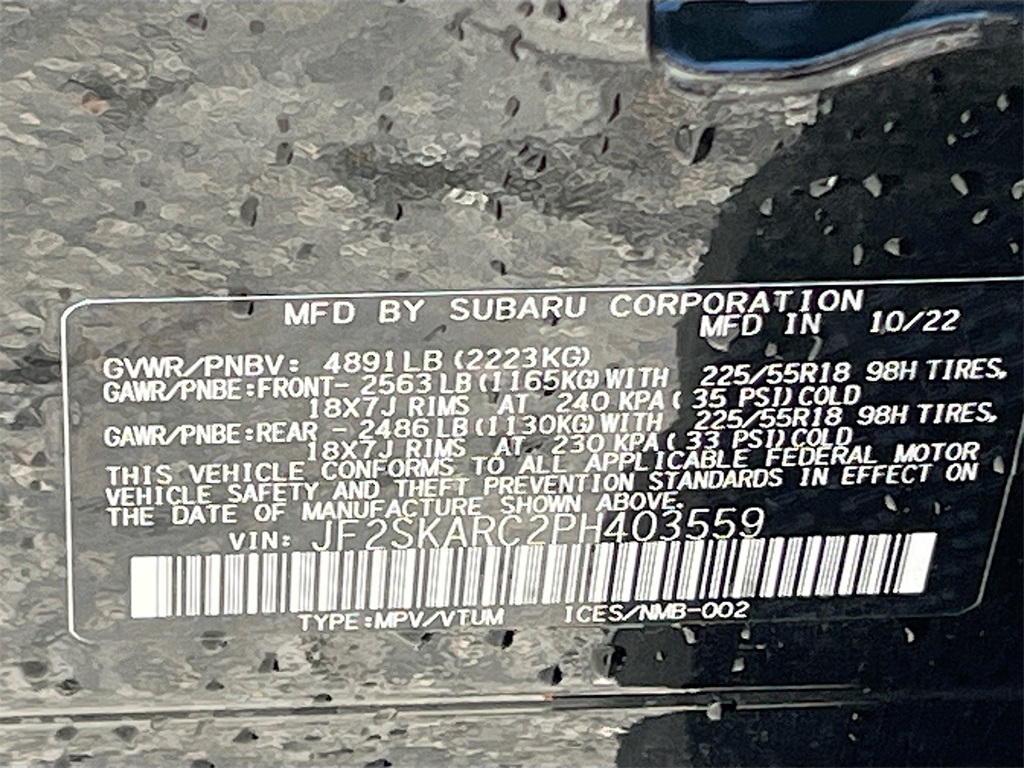 MFD BY SUBARU CORPORATION
MFD IN 10/22
GVWR/PNBV: 4891LB (2223KG)
GAWR/PNBE:FRONT- 2563LB(1165KG)WITH 225/55R18 98H TIRES,
18X7J RIMS AT 240 KPA( 35 PSI)COLD
GAWR/PNBE:REAR - 2486LB(1130KG)WITH 225/55R18 98H TIRES,
18X7J RIMS AT 230 KPA( 33 PSI)COLD
THIS VEHICLE CONFORMS TO ALL APPLICABLE FEDERAL MOTOR
VEHICLE SAFETY AND THEFT PREVENTION STANDARDS IN EFFECT ON
THE DATE OF MANUFACTURE SHOWN ABOVE.
VIN: JF2SKARC2PH403559
TYPE:MPV/VTUM ICES/NMB-002